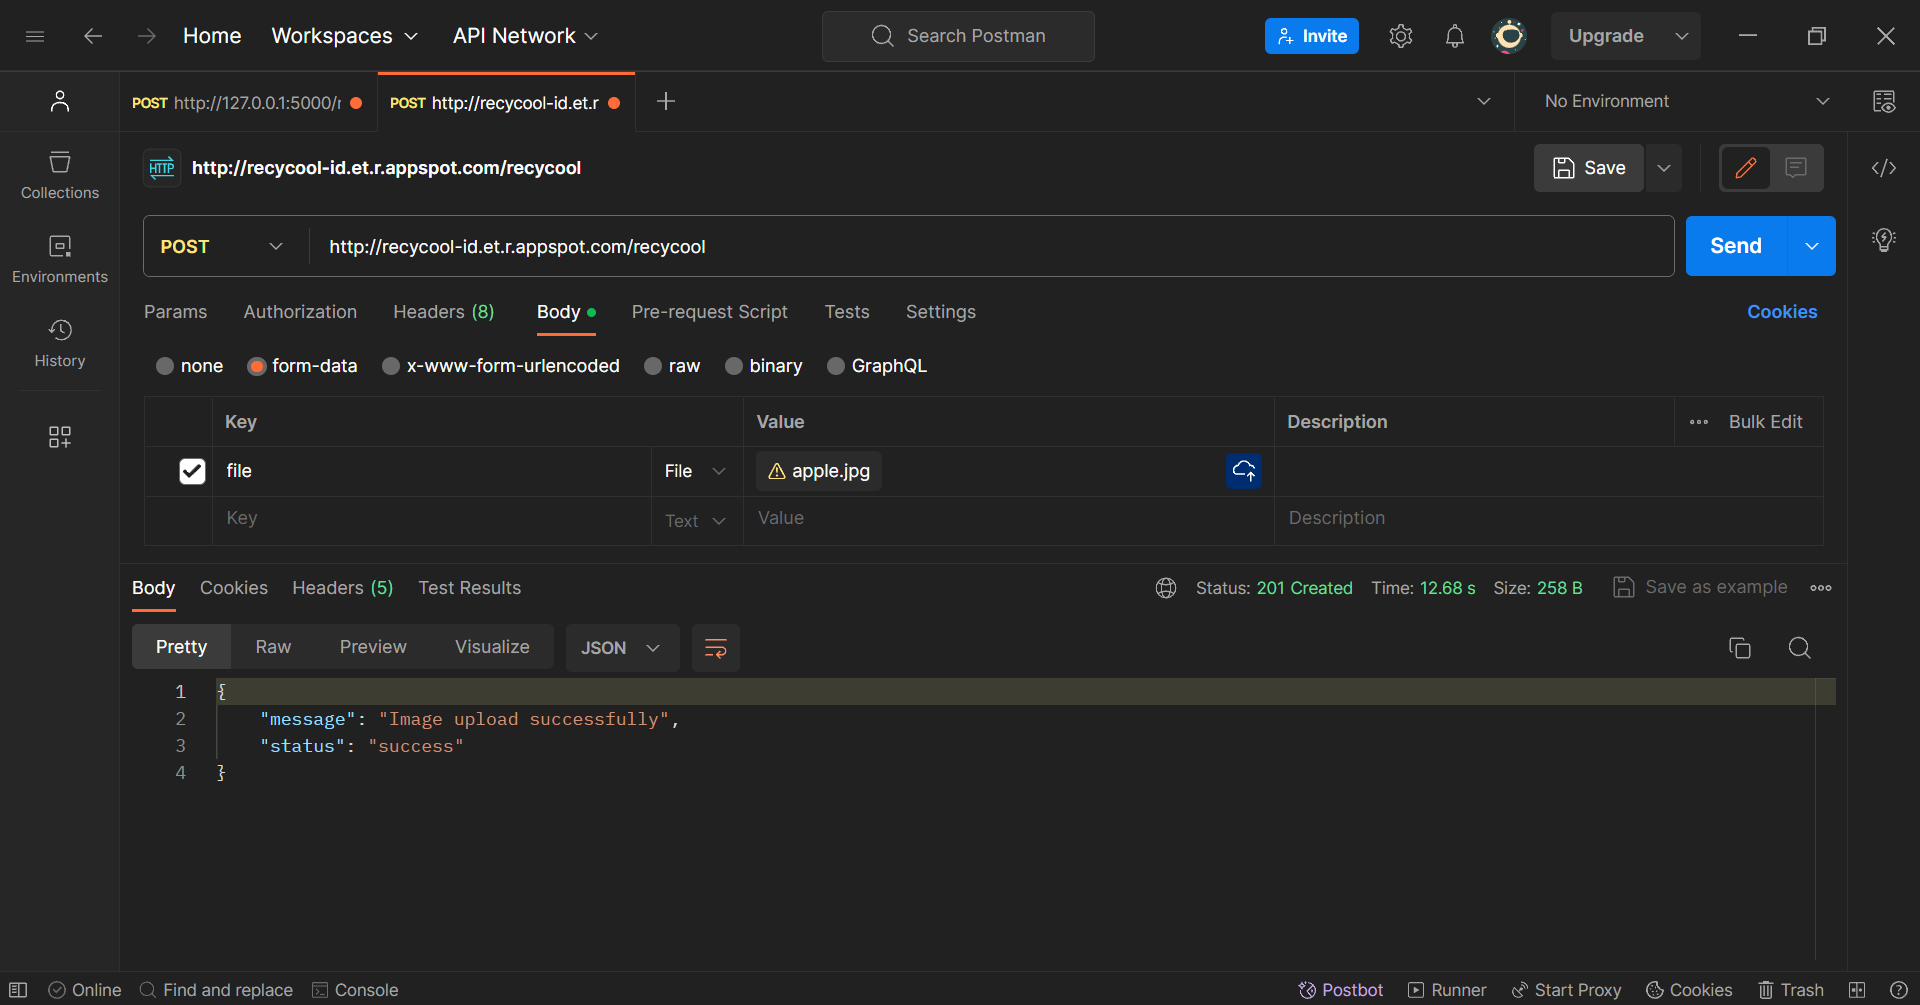 Home Workspaces API Network Search Postman Invite Upgrade
POST http://127.0.0.1:5000/r POST http://recycool-id.et.r No Environment
HTTP http://recycool-id.et.r.appspot.com/recycool Save
Collections
Environments
History
POST http://recycool-id.et.r.appspot.com/recycool Send
Params Authorization Headers (8) Body Pre-request Script Tests Settings Cookies
none form-data x-www-form-urlencoded raw binary GraphQL
Key Value Description Bulk Edit
file File apple.jpg
Key Text Value Description
Body Cookies Headers (5) Test Results Status: 201 Created Time: 12.68 s Size: 258 B Save as example
Pretty Raw Preview Visualize JSON
1 {
2 "message": "Image upload successfully",
3 "status": "success"
4 }
Online Find and replace Console Postbot Runner Start Proxy Cookies Trash